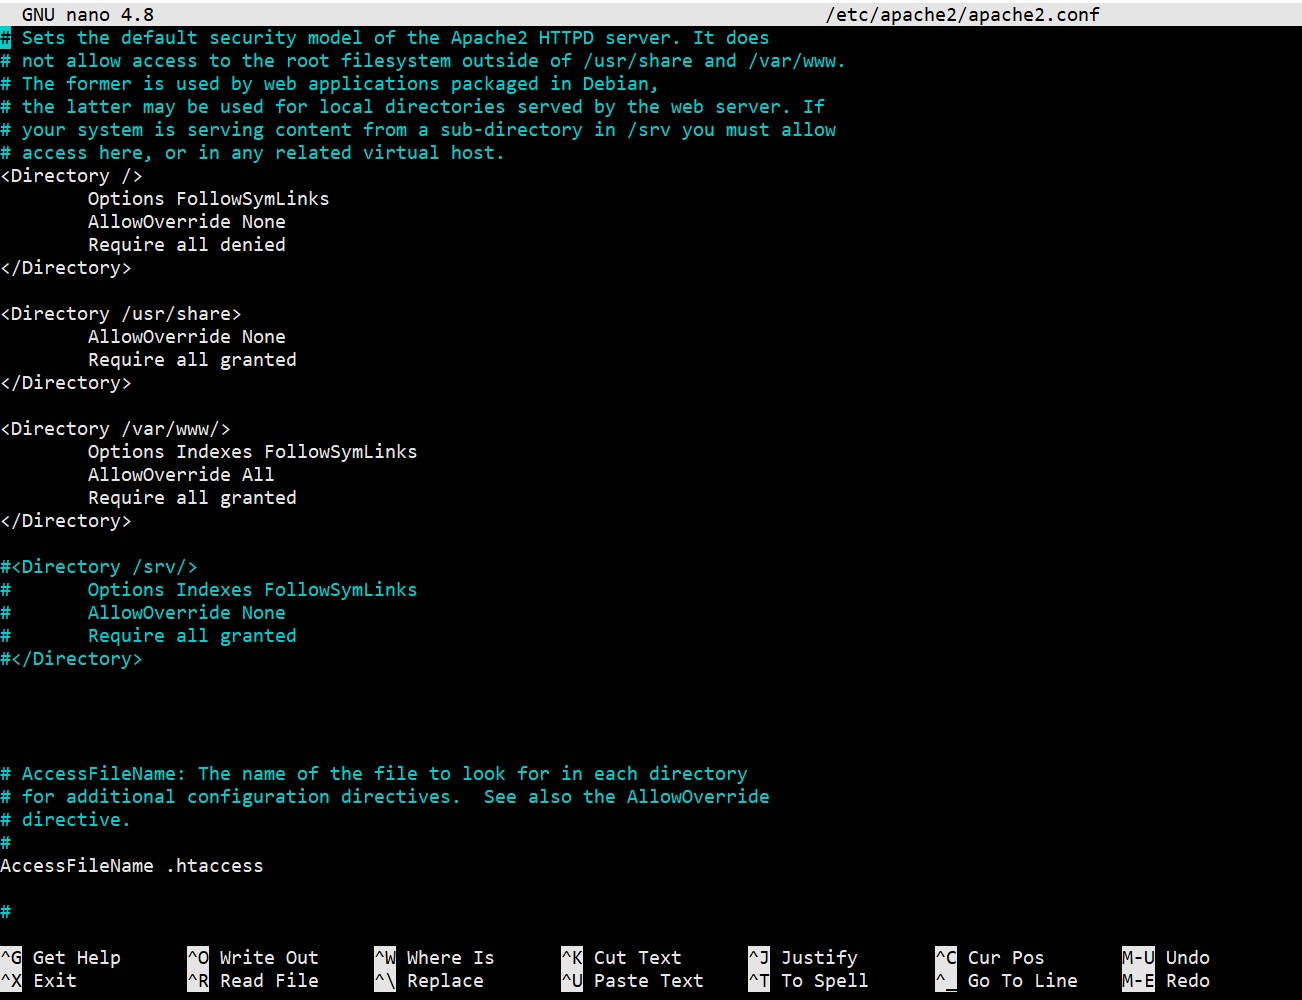 GNU nano 4.8 /etc/apache2/apache2.conf
# Sets the default security model of the Apache2 HTTPD server. It does
# not allow access to the root filesystem outside of /usr/share and /var/www.
# The former is used by web applications packaged in Debian,
# the latter may be used for local directories served by the web server. If
# your system is serving content from a sub-directory in /srv you must allow
# access here, or in any related virtual host.
<Directory />
        Options FollowSymLinks
        AllowOverride None
        Require all denied
</Directory>

<Directory /usr/share>
        AllowOverride None
        Require all granted
</Directory>

<Directory /var/www/>
        Options Indexes FollowSymLinks
        AllowOverride All
        Require all granted
</Directory>

#<Directory /srv/>
#       Options Indexes FollowSymLinks
#       AllowOverride None
#       Require all granted
#</Directory>

# AccessFileName: The name of the file to look for in each directory
# for additional configuration directives.  See also the AllowOverride
# directive.
#
AccessFileName .htaccess

#
^G Get Help ^O Write Out ^W Where Is ^K Cut Text ^J Justify ^C Cur Pos M-U Undo
^X Exit ^R Read File ^\ Replace ^U Paste Text ^T To Spell ^_ Go To Line M-E Redo